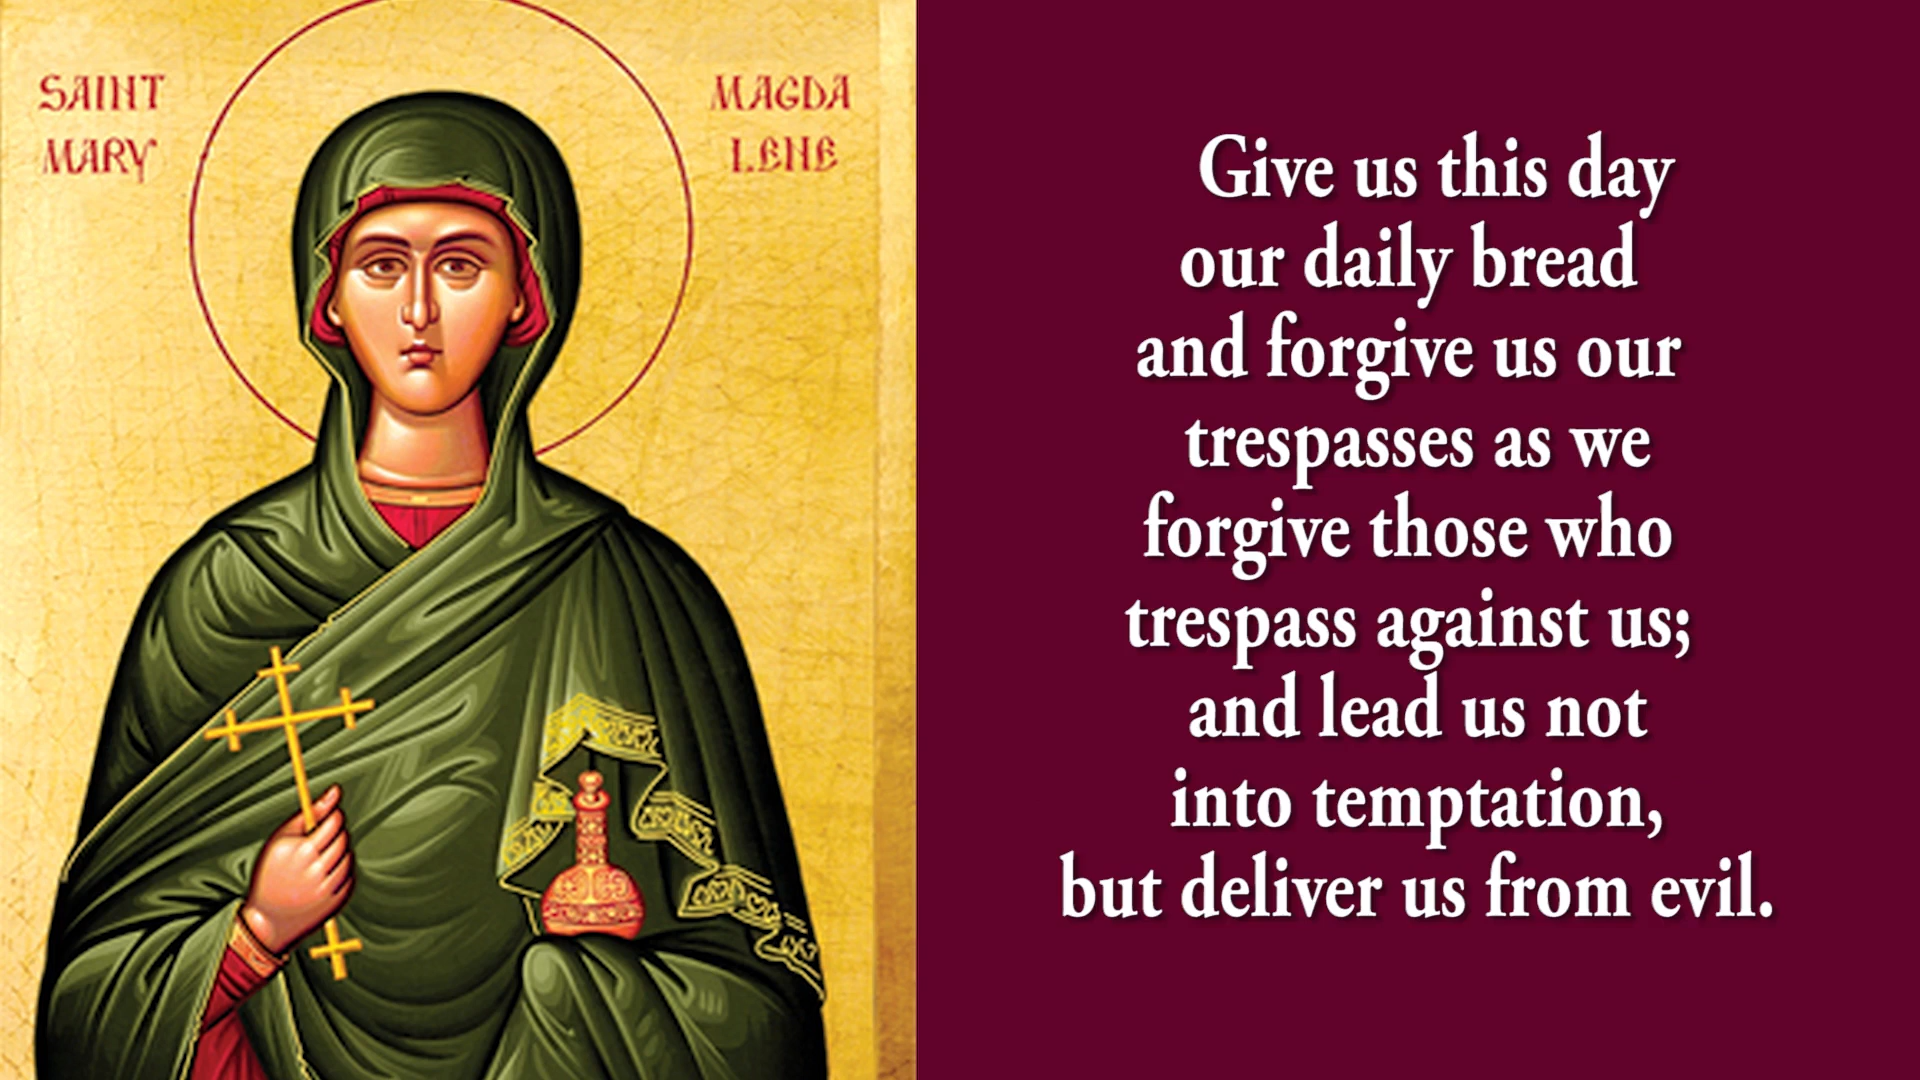 SAINT
MARY
MAGDA
LENE
Give us this day
our daily bread
and forgive us our
trespasses as we
forgive those who
trespass against us;
and lead us not
into temptation,
but deliver us from evil.